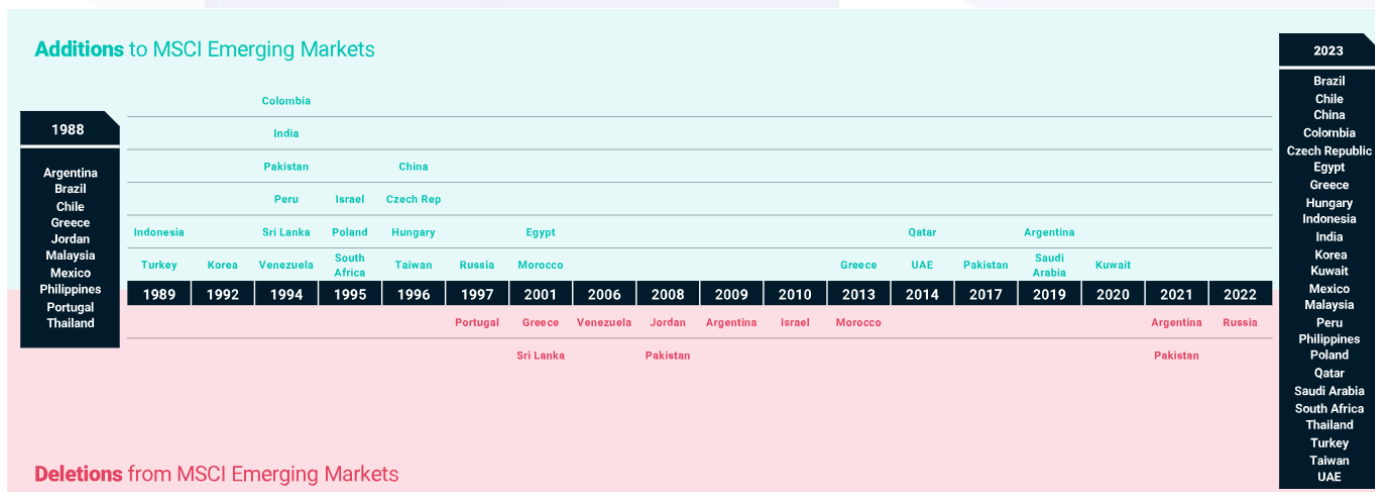 Additions to MSCI Emerging Markets
1988
Argentina
Brazil
Chile
Greece
Jordan
Malaysia
Mexico
Philippines
Portugal
Thailand
Colombia
India
Pakistan China
Peru Israel Czech Rep
Indonesia Sri Lanka Poland Hungary Egypt Qatar Argentina
Turkey Korea Venezuela South Africa Taiwan Russia Morocco Greece UAE Pakistan Saudi Arabia Kuwait
1989 1992 1994 1995 1996 1997 2001 2006 2008 2009 2010 2013 2014 2017 2019 2020 2021 2022
Portugal Greece Venezuela Jordan Argentina Israel Morocco Argentina Russia
Sri Lanka Pakistan Pakistan
Deletions from MSCI Emerging Markets
2023
Brazil
Chile
China
Colombia
Czech Republic
Egypt
Greece
Hungary
Indonesia
India
Korea
Kuwait
Mexico
Malaysia
Peru
Philippines
Poland
Qatar
Saudi Arabia
South Africa
Thailand
Turkey
Taiwan
UAE